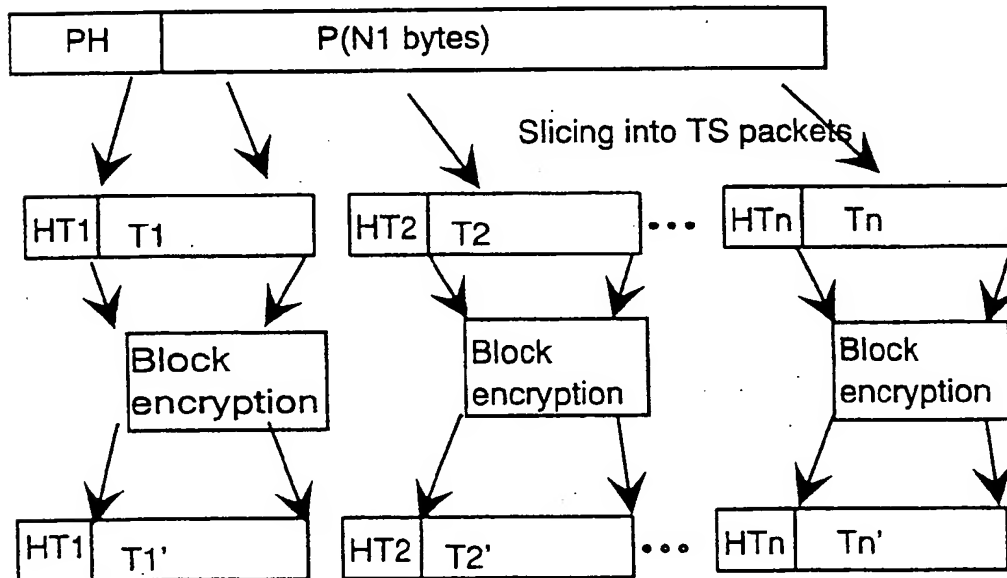 PH P(N1 bytes)
Slicing into TS packets
HT1 T1 HT2 T2 ••• HTn Tn
Block encryption
Block encryption
Block encryption
HT1 T1' HT2 T2' ••• HTn Tn'